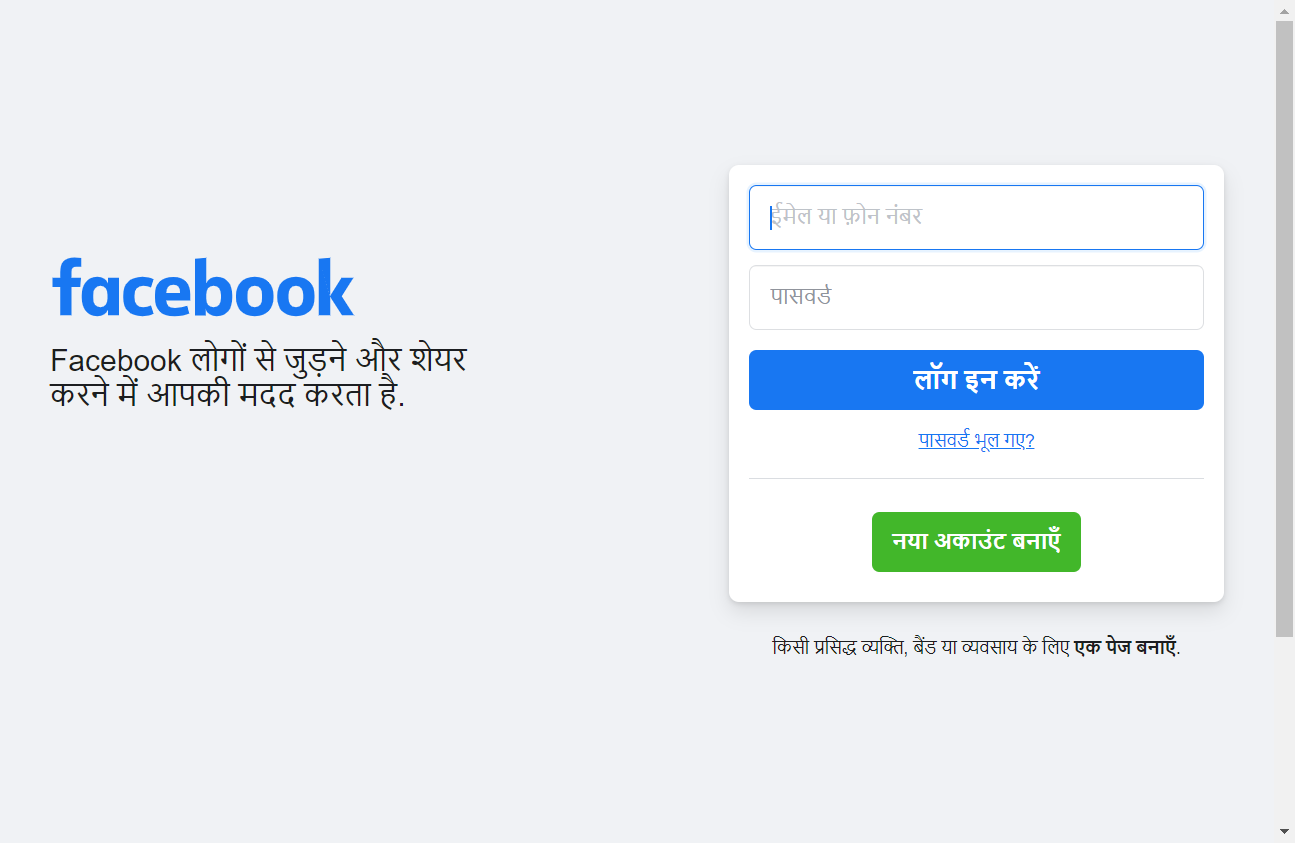 facebook
Facebook लोगों से जुड़ने और शेयर
करने में आपकी मदद करता है.
ईमेल या फ़ोन नंबर
पासवर्ड
लॉग इन करें
पासवर्ड भूल गए?
नया अकाउंट बनाएँ
किसी प्रसिद्ध व्यक्ति, बैंड या व्यवसाय के लिए एक पेज बनाएँ.